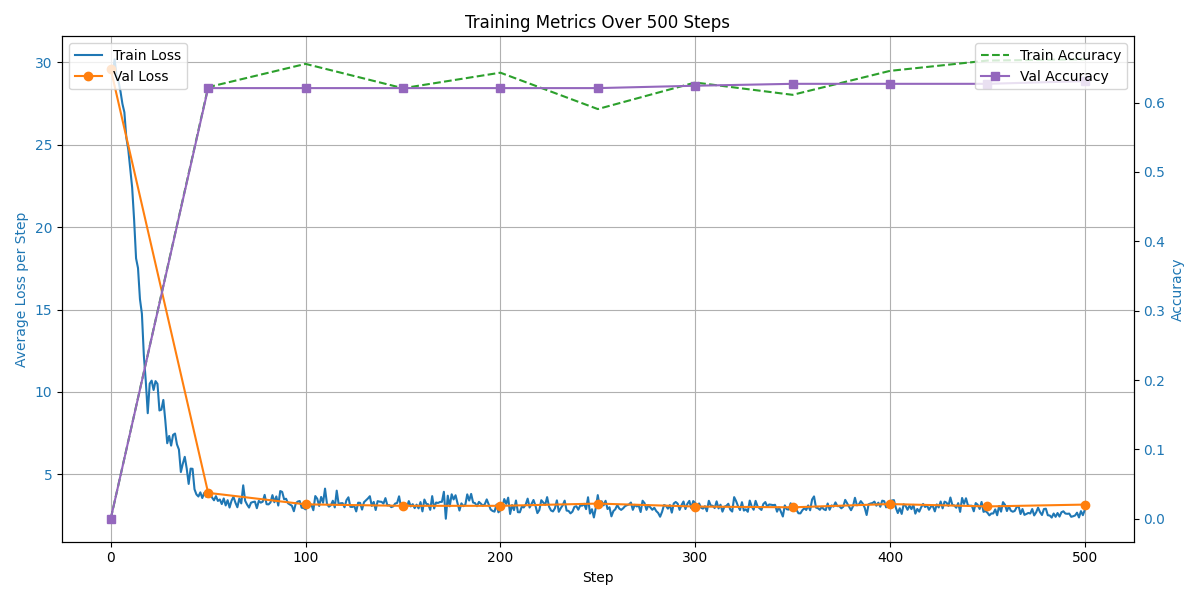 Training Metrics Over 500 Steps
Train Loss
Val Loss
Train Accuracy
Val Accuracy
30
25
20
15
10
5
Average Loss per Step
0.6
0.5
0.4
0.3
0.2
0.1
0.0
Accuracy
0 100 200 300 400 500
Step